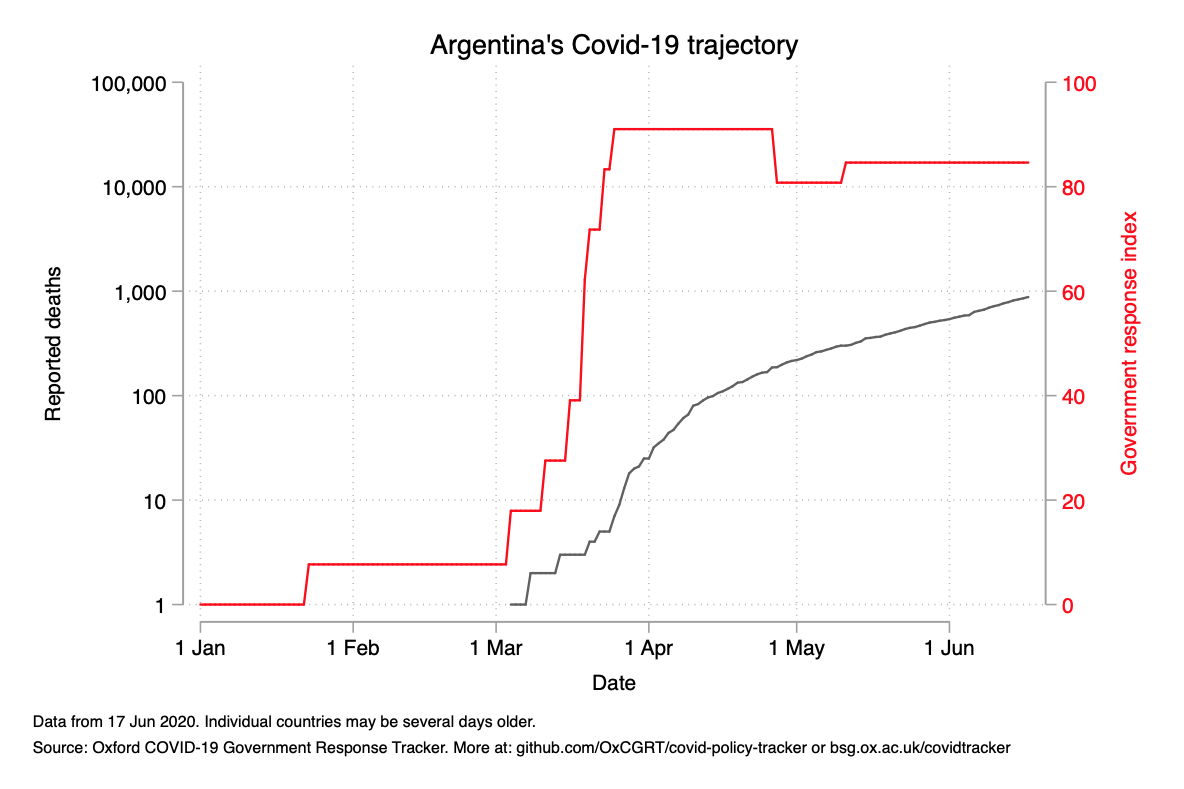 Argentina's Covid-19 trajectory
100,000
10,000
1,000
100
10
1
Reported deaths
100
80
60
40
20
0
Government response index
1 Jan 1 Feb 1 Mar 1 Apr 1 May 1 Jun
Date
Data from 17 Jun 2020. Individual countries may be several days older.
Source: Oxford COVID-19 Government Response Tracker. More at: github.com/OxCGRT/covid-policy-tracker or bsg.ox.ac.uk/covidtracker